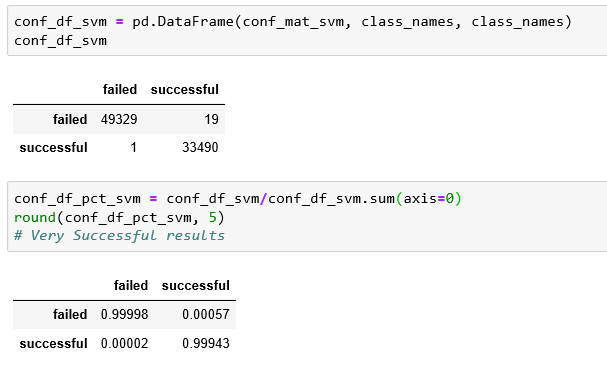 conf_df_svm = pd.DataFrame(conf_mat_svm, class_names, class_names)
conf_df_svm
failed successful
failed 49329 19
successful 1 33490
conf_df_pct_svm = conf_df_svm/conf_df_svm.sum(axis=0)
round(conf_df_pct_svm, 5)
# Very Successful results
failed successful
failed 0.99998 0.00057
successful 0.00002 0.99943